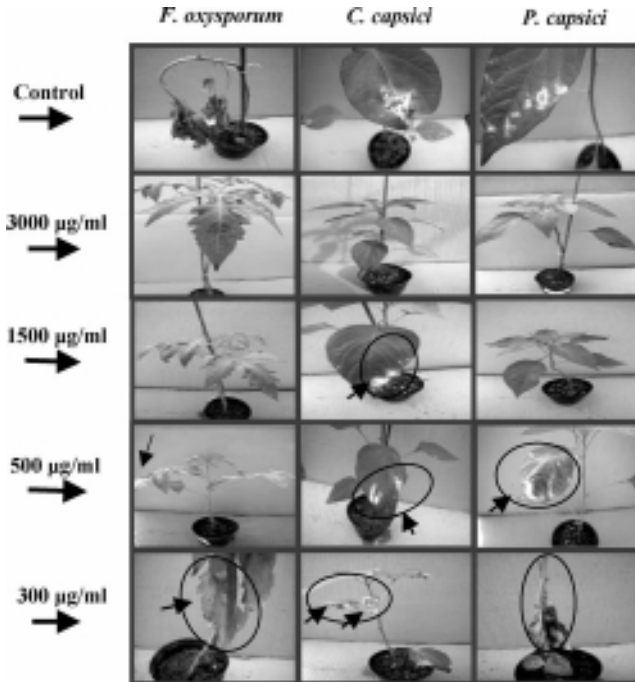 F. oxysporum C. capsici P. capsici
Control
3000 µg/ml
1500 µg/ml
500 µg/ml
300 µg/ml